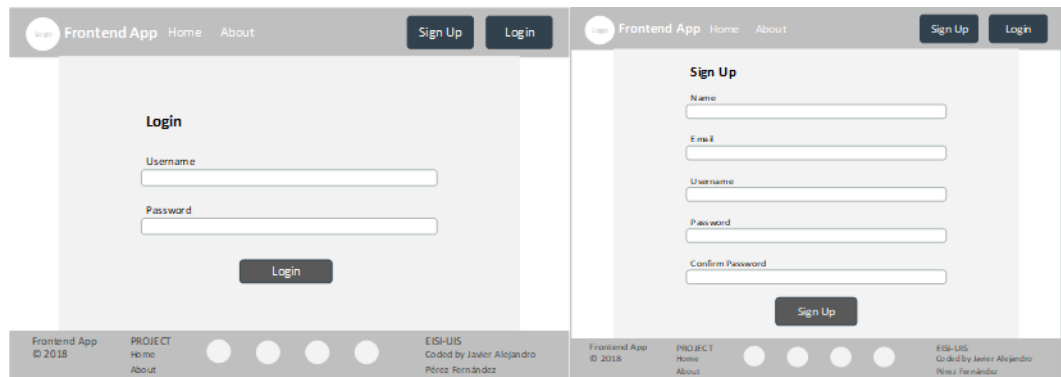 Logo Frontend App Home About Sign Up Login
Login
Username
Password
Login
Frontend App
© 2018
PROJECT
Home
About
EISI-UIS
Coded by Javier Alejandro
Pérez Fernández
Logo Frontend App Home About Sign Up Login
Sign Up
Name
Email
Username
Password
Confirm Password
Sign Up
Frontend App
© 2018
PROJECT
Home
About
EISI-UIS
Coded by Javier Alejandro
Pérez Fernández